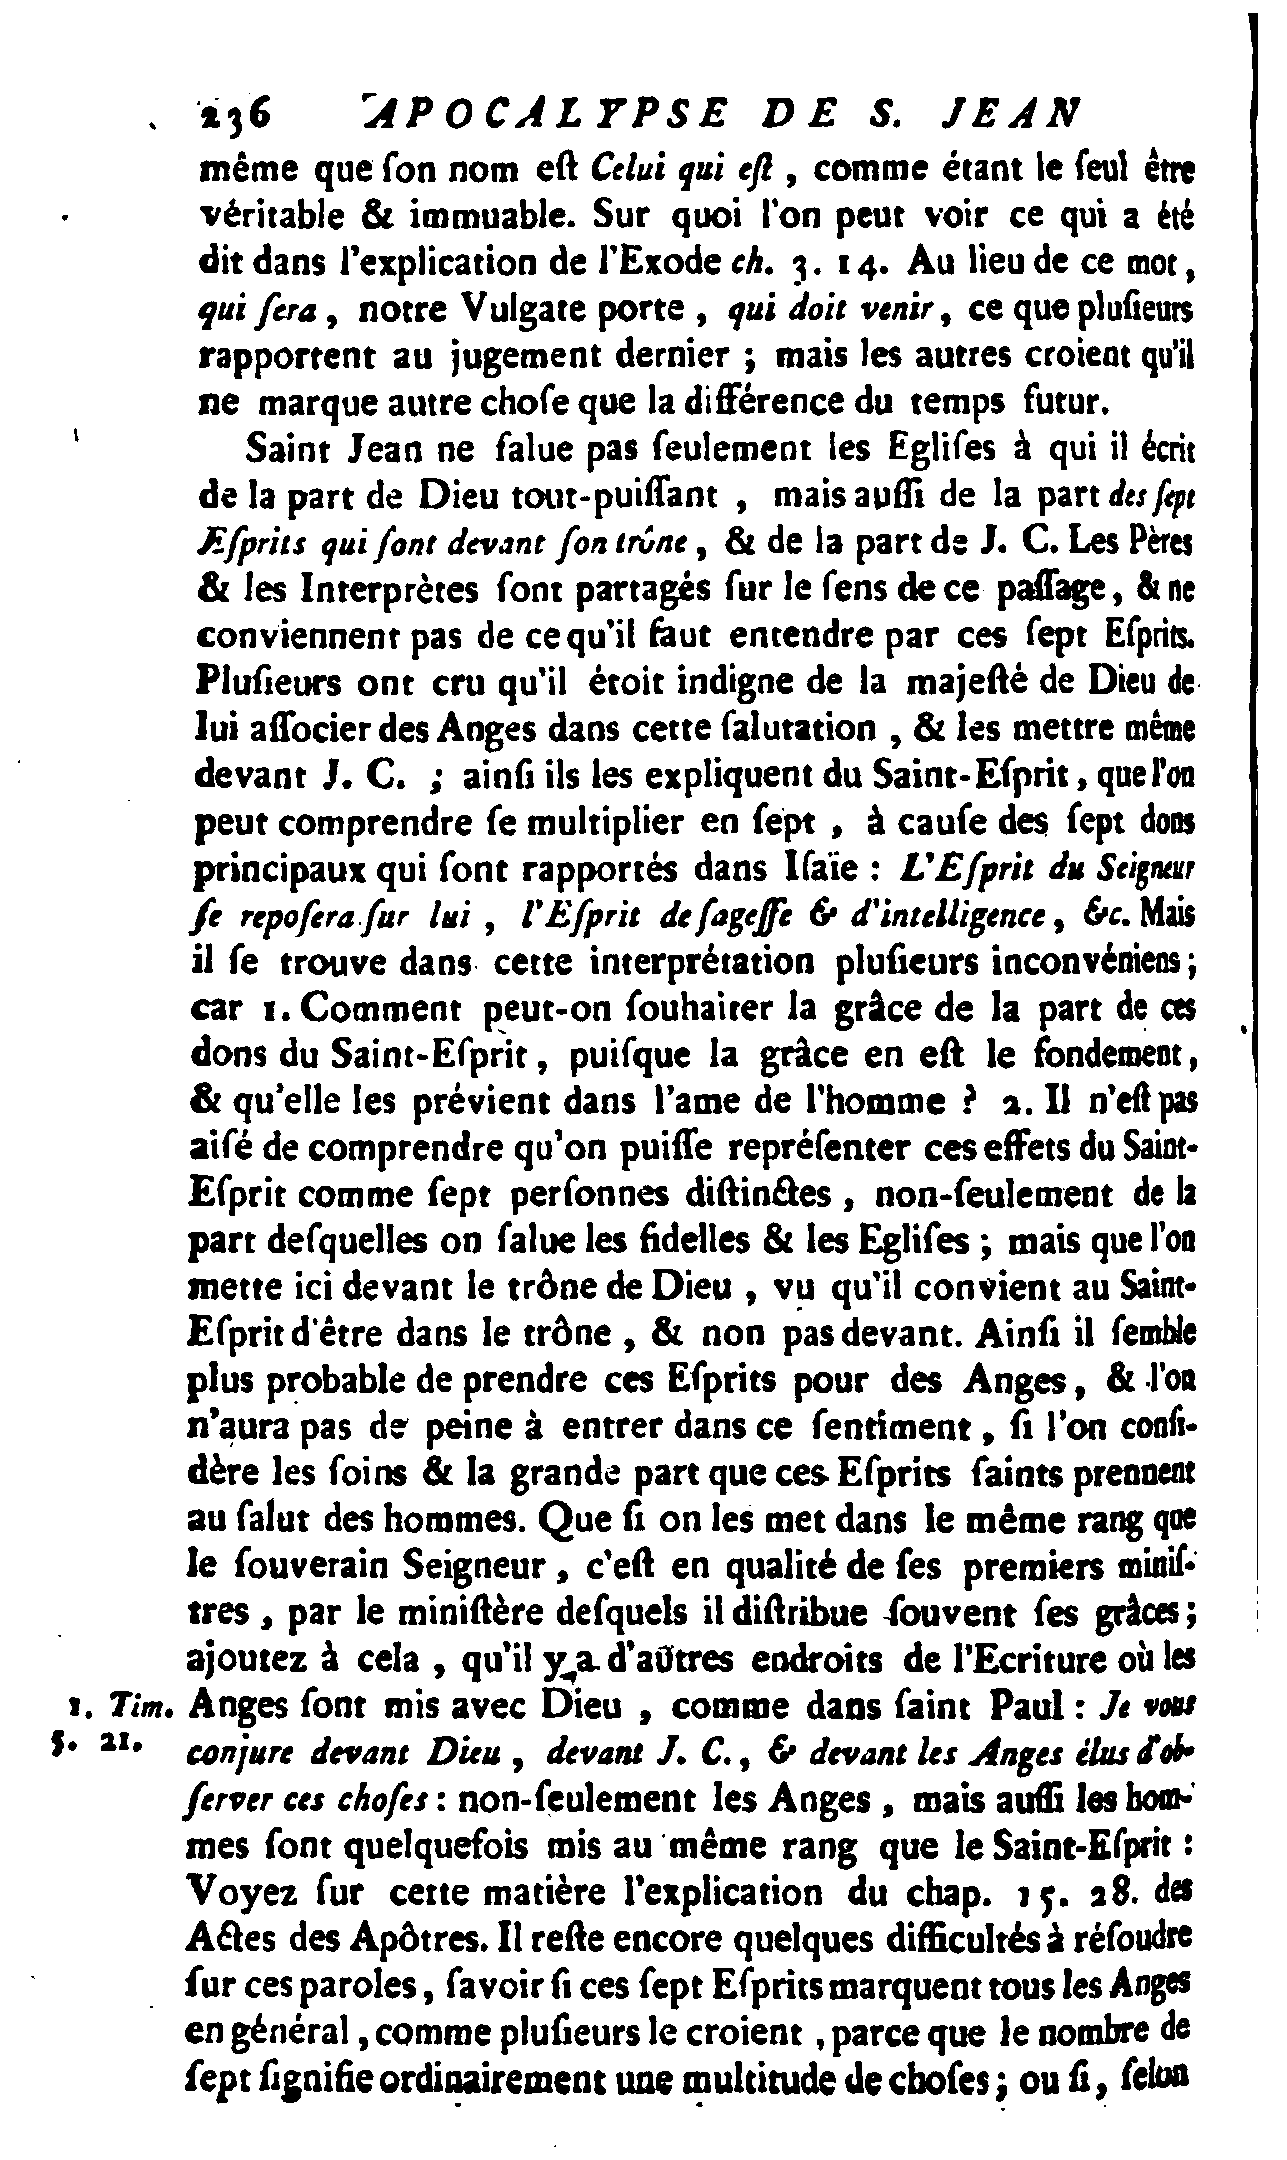 236 APOCALYPSE DE S. JEAN
même que ſon nom eſt Celui qui eſt , comme étant le ſeul être
véritable & immuable. Sur quoi l'on peut voir ce qui a été
dit dans l'explication de l'Exode ch. 3. 14. Au lieu de ce mot ,
qui ſera , notre Vulgate porte , qui doit venir , ce que pluſieurs
rapportent au jugement dernier ; mais les autres croient qu'il
ne marque autre choſe que la différence du temps futur.
Saint Jean ne ſalue pas ſeulement les Egliſes à qui il écrit
de la part de Dieu tout-puiſſant , mais auſſi de la part des ſept
Eſprits qui ſont devant ſon trône , & de la part de J. C. Les Pères
& les Interprètes ſont partagés ſur le ſens de ce paſſage , & ne
conviennent pas de ce qu'il faut entendre par ces ſept Eſprits.
Pluſieurs ont cru qu'il étoit indigne de la majeſté de Dieu de
lui aſſocier des Anges dans cette ſalutation , & les mettre même
devant J. C. ; ainſi ils les expliquent du Saint-Eſprit , que l'on
peut comprendre ſe multiplier en ſept , à cauſe des ſept dons
principaux qui ſont rapportés dans Iſaïe : L'Eſprit du Seigneur
ſe repoſera ſur lui , l'Eſprit de ſageſſe & d'intelligence , &c. Mais
il ſe trouve dans cette interprétation pluſieurs inconvéniens ;
car 1. Comment peut-on ſouhaiter la grâce de la part de ces
dons du Saint-Eſprit , puiſque la grâce en eſt le fondement ,
& qu'elle les prévient dans l'ame de l'homme ? 2. Il n'eſt pas
aiſé de comprendre qu'on puiſſe repréſenter ces effets du Saint-
Eſprit comme ſept perſonnes diſtinctes , non-ſeulement de la
part deſquelles on ſalue les fidelles & les Egliſes ; mais que l'on
mette ici devant le trône de Dieu , vu qu'il convient au Saint-
Eſprit d'être dans le trône , & non pas devant. Ainſi il ſemble
plus probable de prendre ces Eſprits pour des Anges , & l'on
n'aura pas de peine à entrer dans ce ſentiment , ſi l'on conſi-
dère les ſoins & la grande part que ces Eſprits ſaints prennent
au ſalut des hommes. Que ſi on les met dans le même rang que
le ſouverain Seigneur , c'eſt en qualité de ſes premiers miniſ-
tres , par le miniſtère deſquels il diſtribue ſouvent ſes grâces ;
ajoutez à cela , qu'il y a d'autres endroits de l'Ecriture où les
1. Tim. Anges ſont mis avec Dieu , comme dans ſaint Paul : Je vous
5. 21. conjure devant Dieu , devant J. C. , & devant les Anges élus d'ob-
ſerver ces choſes : non-ſeulement les Anges , mais auſſi les hom-
mes ſont quelquefois mis au même rang que le Saint-Eſprit :
Voyez ſur cette matière l'explication du chap. 15. 28. des
Actes des Apôtres. Il reſte encore quelques difficultés à réſoudre
ſur ces paroles , ſavoir ſi ces ſept Eſprits marquent tous les Anges
en général , comme pluſieurs le croient , parce que le nombre de
ſept ſignifie ordinairement une multitude de choſes ; ou ſi , ſelon